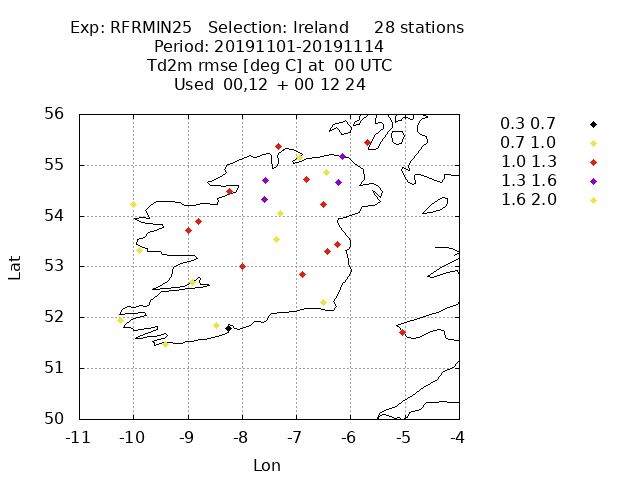 Exp: RFRMIN25 Selection: Ireland 28 stations
Period: 20191101-20191114
Td2m rmse [deg C] at 00 UTC
Used 00,12 + 00 12 24
56
55
54
53
52
51
50
-11 -10 -9 -8 -7 -6 -5 -4
Lat
Lon
0.3 0.7
0.7 1.0
1.0 1.3
1.3 1.6
1.6 2.0